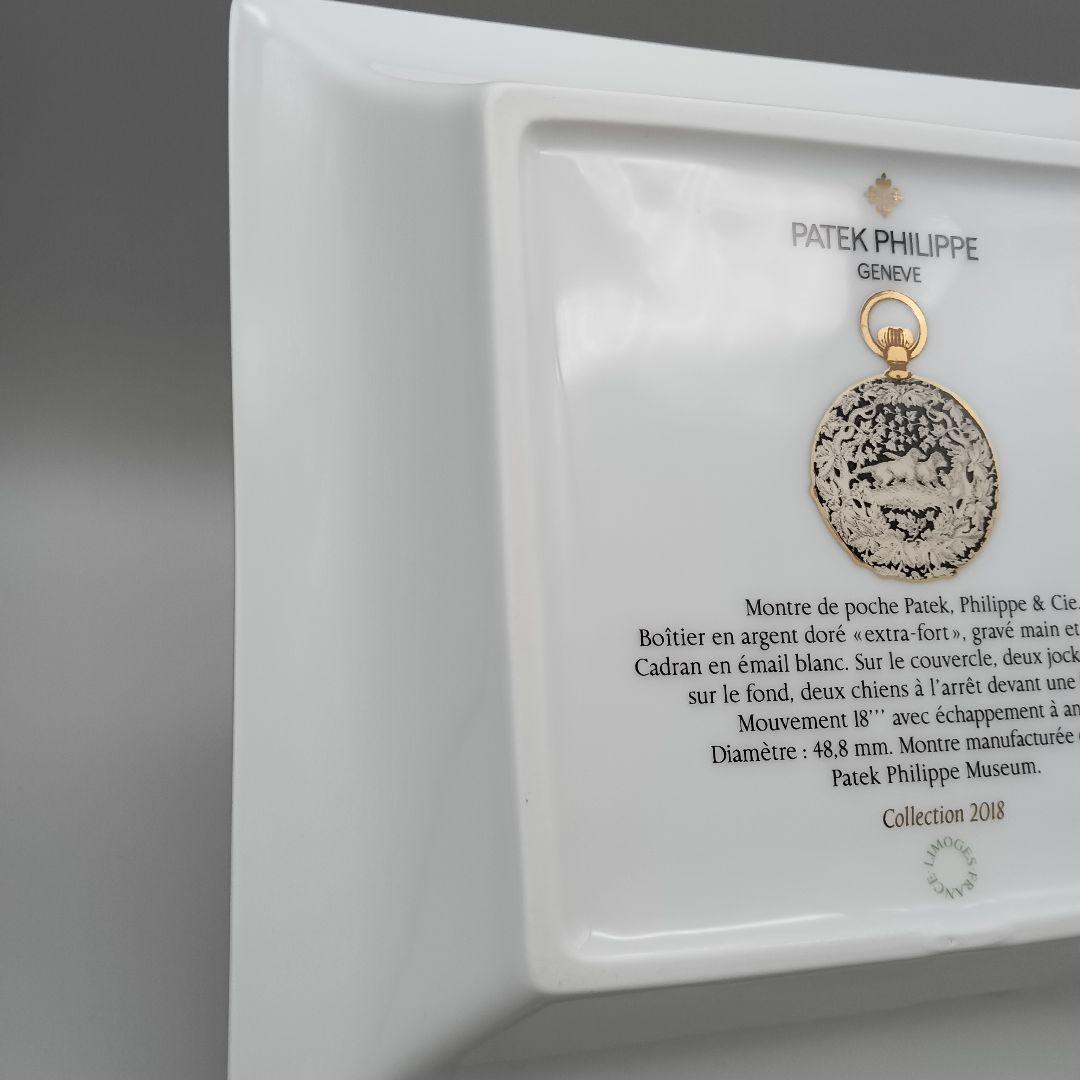 PATEK PHILIPPE
GENEVE
Montre de poche Patek, Philippe & Cie.
Boîtier en argent doré «extra-fort», gravé main et
Cadran en émail blanc. Sur le couvercle, deux jock
sur le fond, deux chiens à l'arrêt devant une
Mouvement 18''' avec échappement à an
Diamètre : 48,8 mm. Montre manufacturée
Patek Philippe Museum.
Collection 2018
LIMOGES · FRANCE ·